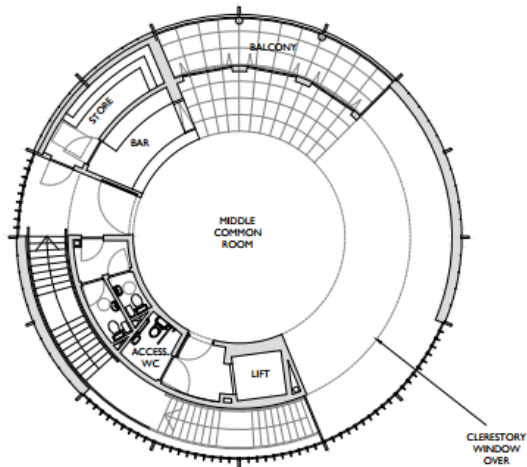 BALCONY
STORE
BAR
MIDDLE
COMMON
ROOM
ACCESS.
WC
LIFT
CLERESTORY
WINDOW
OVER